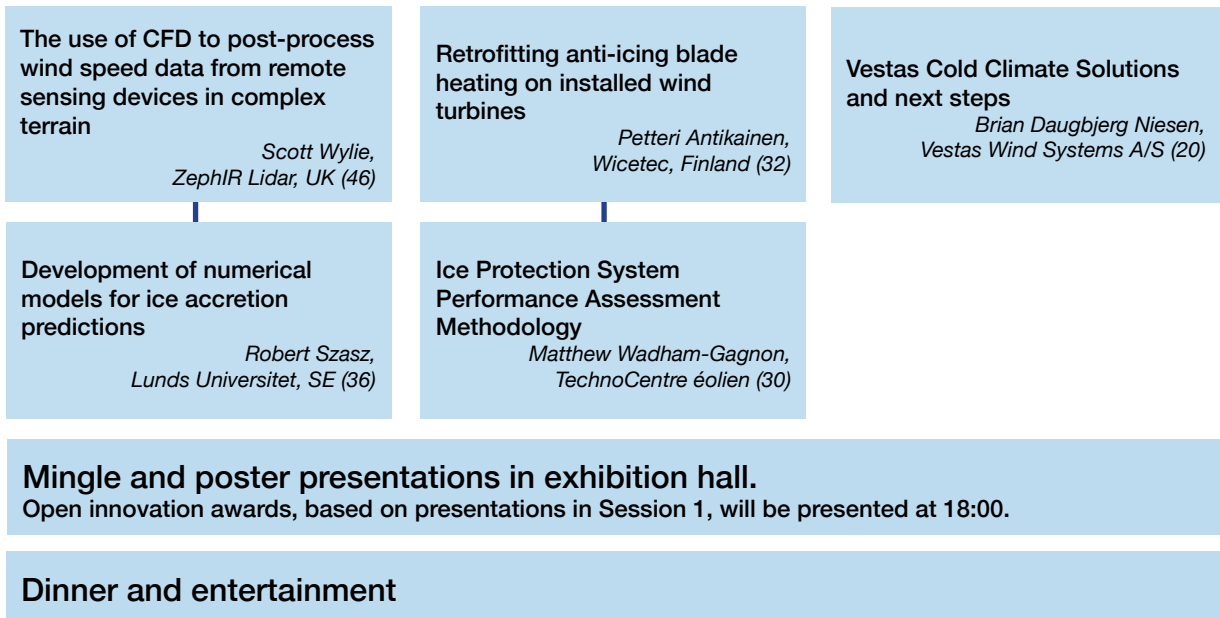 The use of CFD to post-process
wind speed data from remote
sensing devices in complex
terrain
Scott Wylie,
ZephIR Lidar, UK (46)
Retrofitting anti-icing blade
heating on installed wind
turbines
Petteri Antikainen,
Wicetec, Finland (32)
Vestas Cold Climate Solutions
and next steps
Brian Daugbjerg Niesen,
Vestas Wind Systems A/S (20)
Development of numerical
models for ice accretion
predictions
Robert Szasz,
Lunds Universitet, SE (36)
Ice Protection System
Performance Assessment
Methodology
Matthew Wadham-Gagnon,
TechnoCentre éolien (30)
Mingle and poster presentations in exhibition hall.
Open innovation awards, based on presentations in Session 1, will be presented at 18:00.
Dinner and entertainment